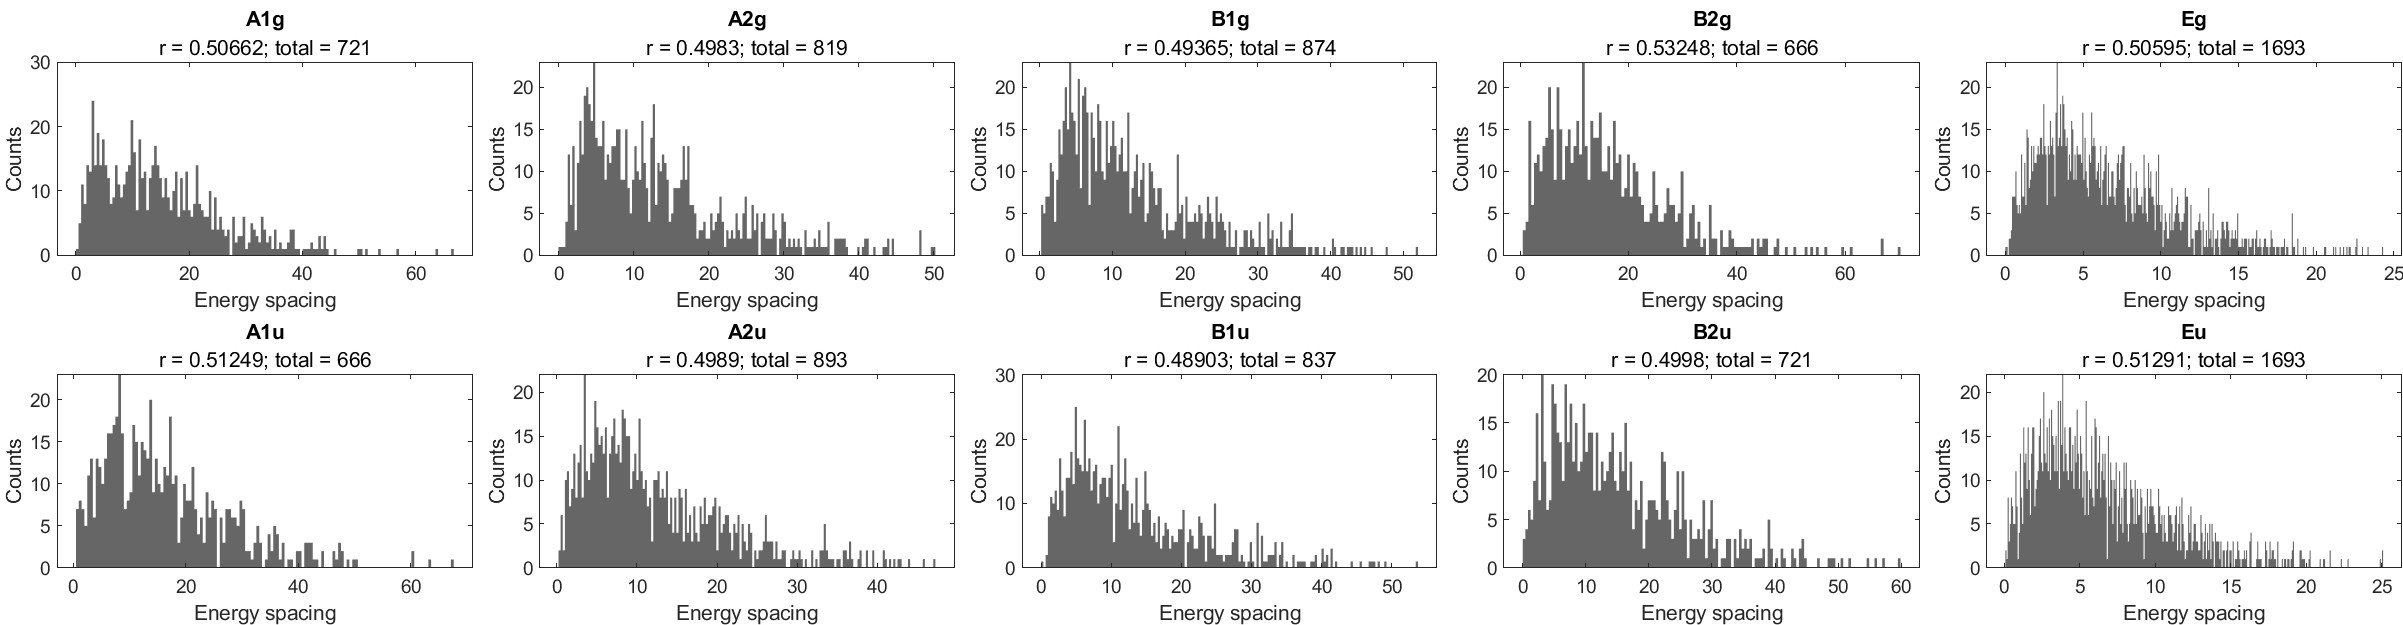 A1g
r = 0.50662; total = 721
30
20
10
0
Counts
0 20 40 60
Energy spacing
A2g
r = 0.4983; total = 819
20
15
10
5
0
Counts
0 10 20 30 40 50
Energy spacing
B1g
r = 0.49365; total = 874
20
15
10
5
0
Counts
0 10 20 30 40 50
Energy spacing
B2g
r = 0.53248; total = 666
20
15
10
5
0
Counts
0 20 40 60
Energy spacing
Eg
r = 0.50595; total = 1693
20
15
10
5
0
Counts
0 5 10 15 20 25
Energy spacing
A1u
r = 0.51249; total = 666
20
15
10
5
0
Counts
0 20 40 60
Energy spacing
A2u
r = 0.4989; total = 893
20
15
10
5
0
Counts
0 10 20 30 40
Energy spacing
B1u
r = 0.48903; total = 837
30
20
10
0
Counts
0 10 20 30 40 50
Energy spacing
B2u
r = 0.4998; total = 721
20
15
10
5
0
Counts
0 10 20 30 40 50 60
Energy spacing
Eu
r = 0.51291; total = 1693
20
15
10
5
0
Counts
0 5 10 15 20 25
Energy spacing